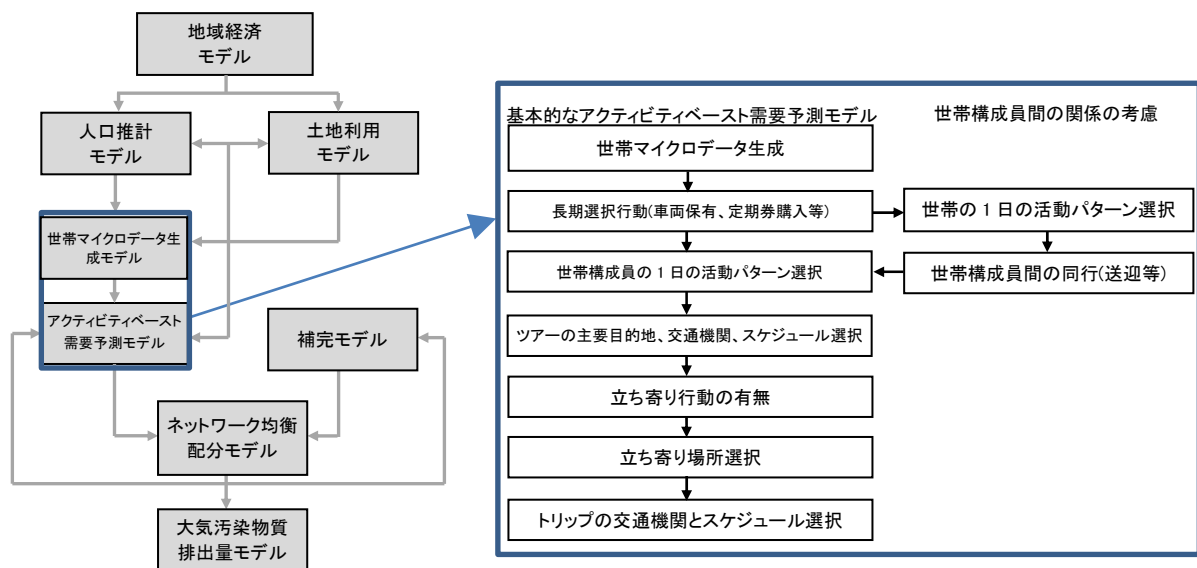 地域経済
モデル
人口推計
モデル
土地利用
モデル
世帯マイクロデータ生
成モデル
アクティビティベースト
需要予測モデル
補完モデル
ネットワーク均衡
配分モデル
大気汚染物質
排出量モデル
基本的なアクティビティベースト需要予測モデル
世帯構成員間の関係の考慮
世帯マイクロデータ生成
長期選択行動(車両保有、定期券購入等)
世帯の1日の活動パターン選択
世帯構成員の1日の活動パターン選択
世帯構成員間の同行(送迎等)
ツアーの主要目的地、交通機関、スケジュール選択
立ち寄り行動の有無
立ち寄り場所選択
トリップの交通機関とスケジュール選択